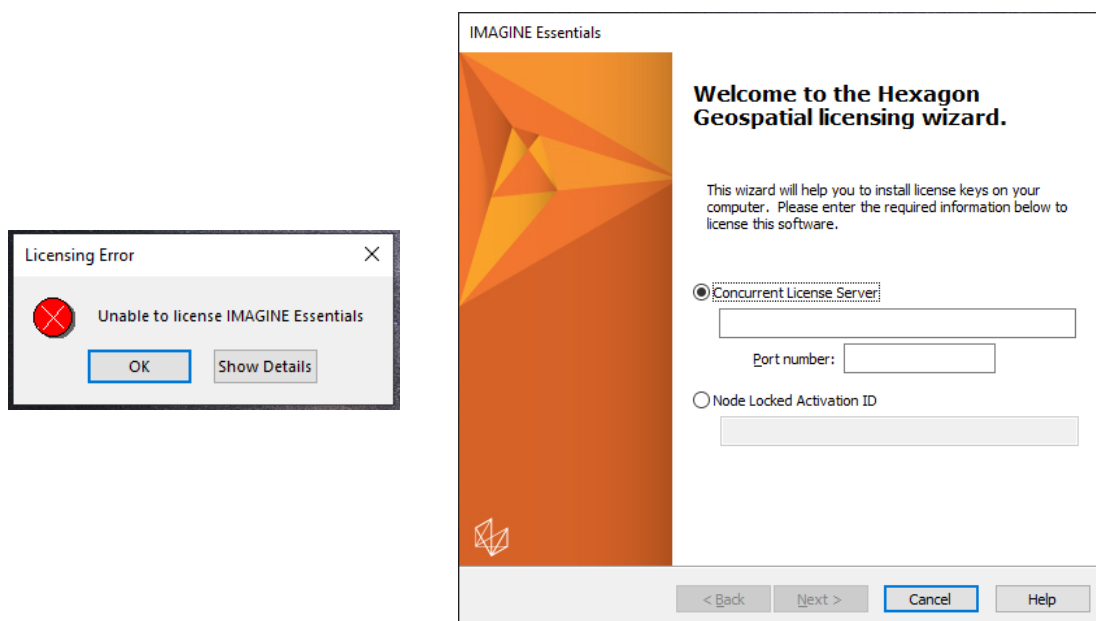 Licensing Error
Unable to license IMAGINE Essentials
OK
Show Details
IMAGINE Essentials
Welcome to the Hexagon
Geospatial licensing wizard.
This wizard will help you to install license keys on your
computer. Please enter the required information below to
license this software.
Concurrent License Server
Port number:
Node Locked Activation ID
< Back
Next >
Cancel
Help